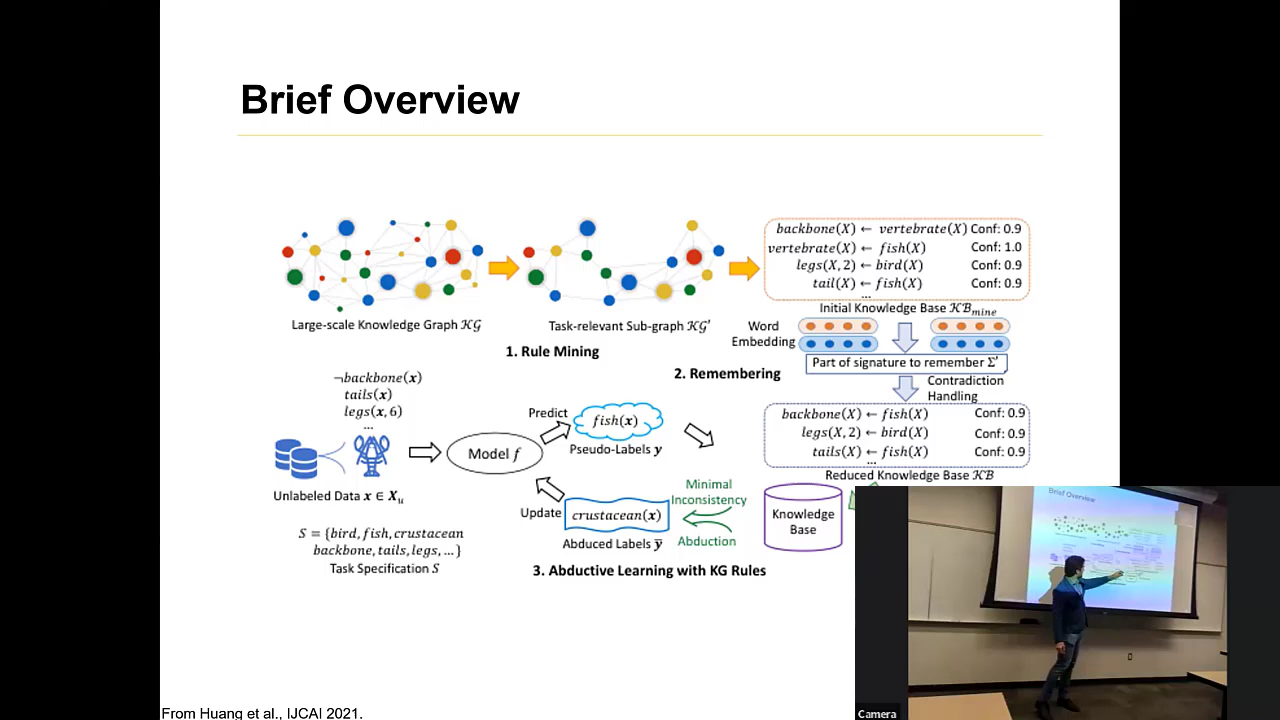 Brief Overview
backbone(X) ← vertebrate(X) Conf: 0.9
vertebrate(X) ← fish(X) Conf: 1.0
legs(X, 2) ← bird(X) Conf: 0.9
tail(X) ← fish(X) Conf: 0.9
...
Initial Knowledge Base 𝒦ℬmine
Large-scale Knowledge Graph 𝒦𝒢
Task-relevant Sub-graph 𝒦𝒢′
1. Rule Mining
Word
Embedding
Part of signature to remember Σ′
2. Remembering
Contradiction
Handling
backbone(X) ← fish(X) Conf: 0.9
legs(X, 2) ← bird(X) Conf: 0.9
tails(X) ← fish(X) Conf: 0.9
...
Reduced Knowledge Base 𝒦ℬ
¬backbone(x)
tails(x)
legs(x, 6)
...
Unlabeled Data x ∈ Xu
Model f
Predict
fish(x)
Pseudo-Labels y
Update
crustacean(x)
Abduced Labels ȳ
Minimal
Inconsistency
Abduction
Knowledge
Base
S = {bird, fish, crustacean
backbone, tails, legs, … }
Task Specification S
3. Abductive Learning with KG Rules
From Huang et al., IJCAI 2021.
Brief Overview
Camera